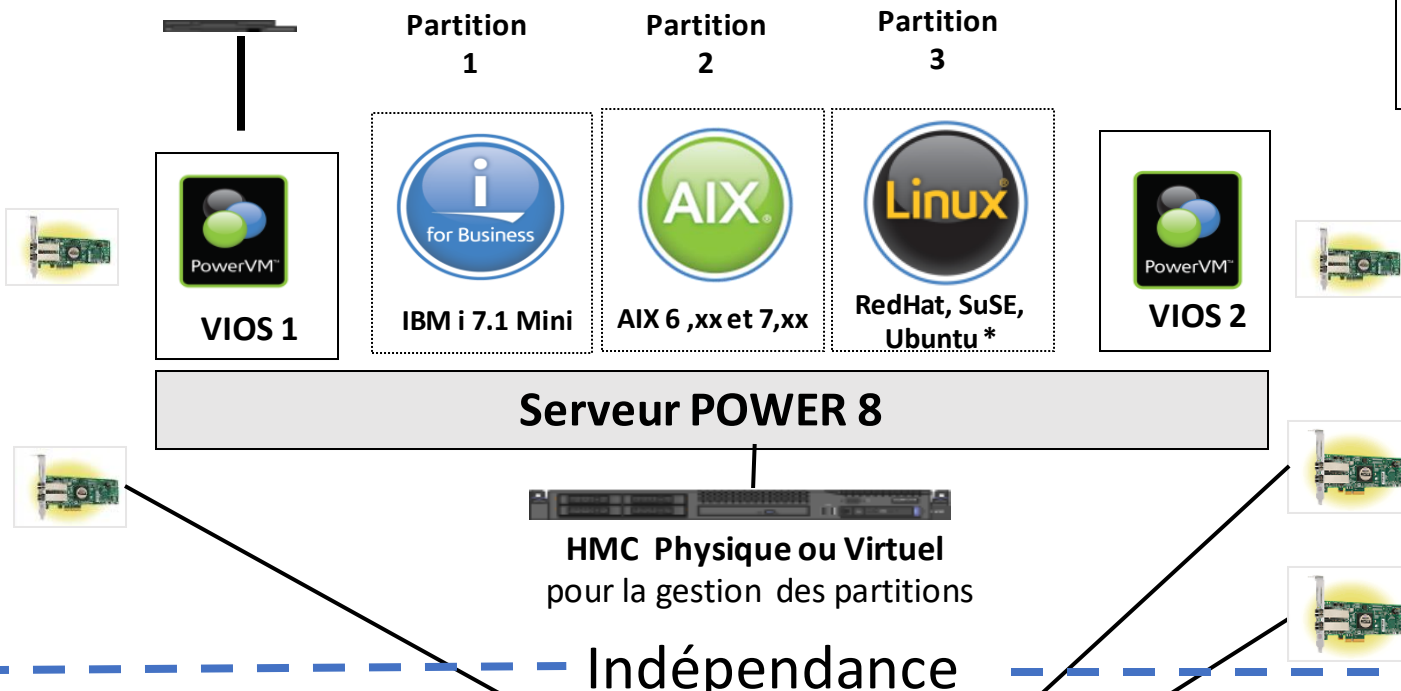 Partition
1
Partition
2
Partition
3
PowerVM™
VIOS 1
i
for Business
IBM i 7.1 Mini
AIX®
AIX 6 ,xx et 7,xx
Linux®
RedHat, SuSE,
Ubuntu *
PowerVM™
VIOS 2
Serveur POWER 8
HMC Physique ou Virtuel
pour la gestion des partitions
Indépendance